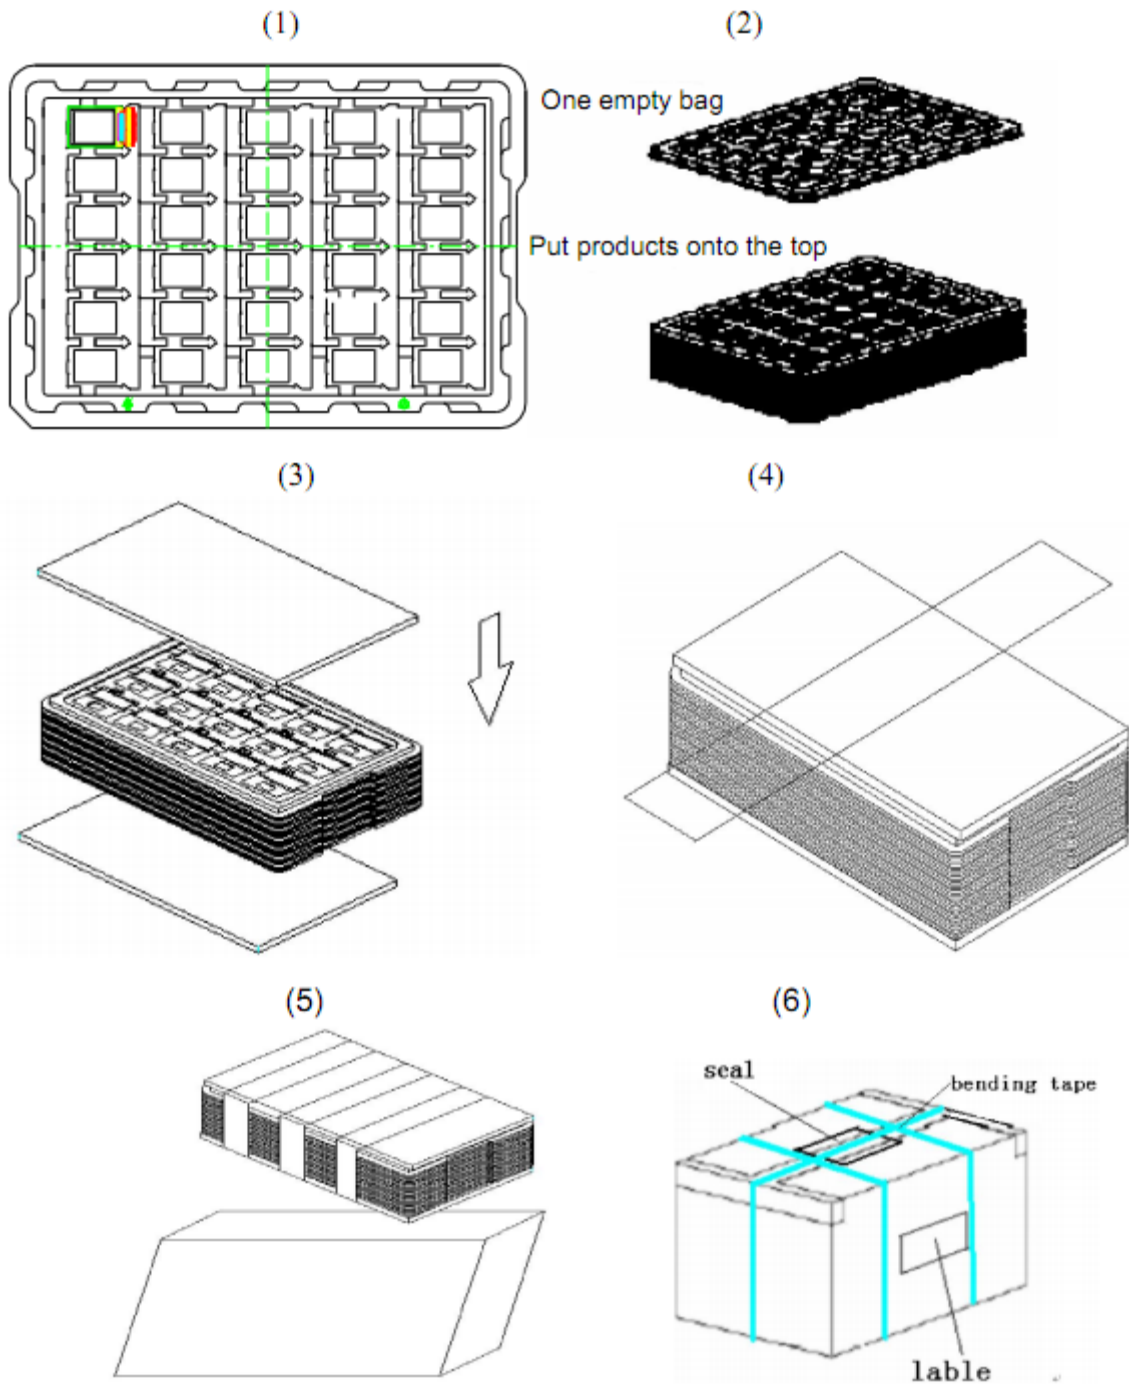 (1)
(2)
One empty bag
Put products onto the top
(3)
(4)
(5)
(6)
seal
bending tape
lable